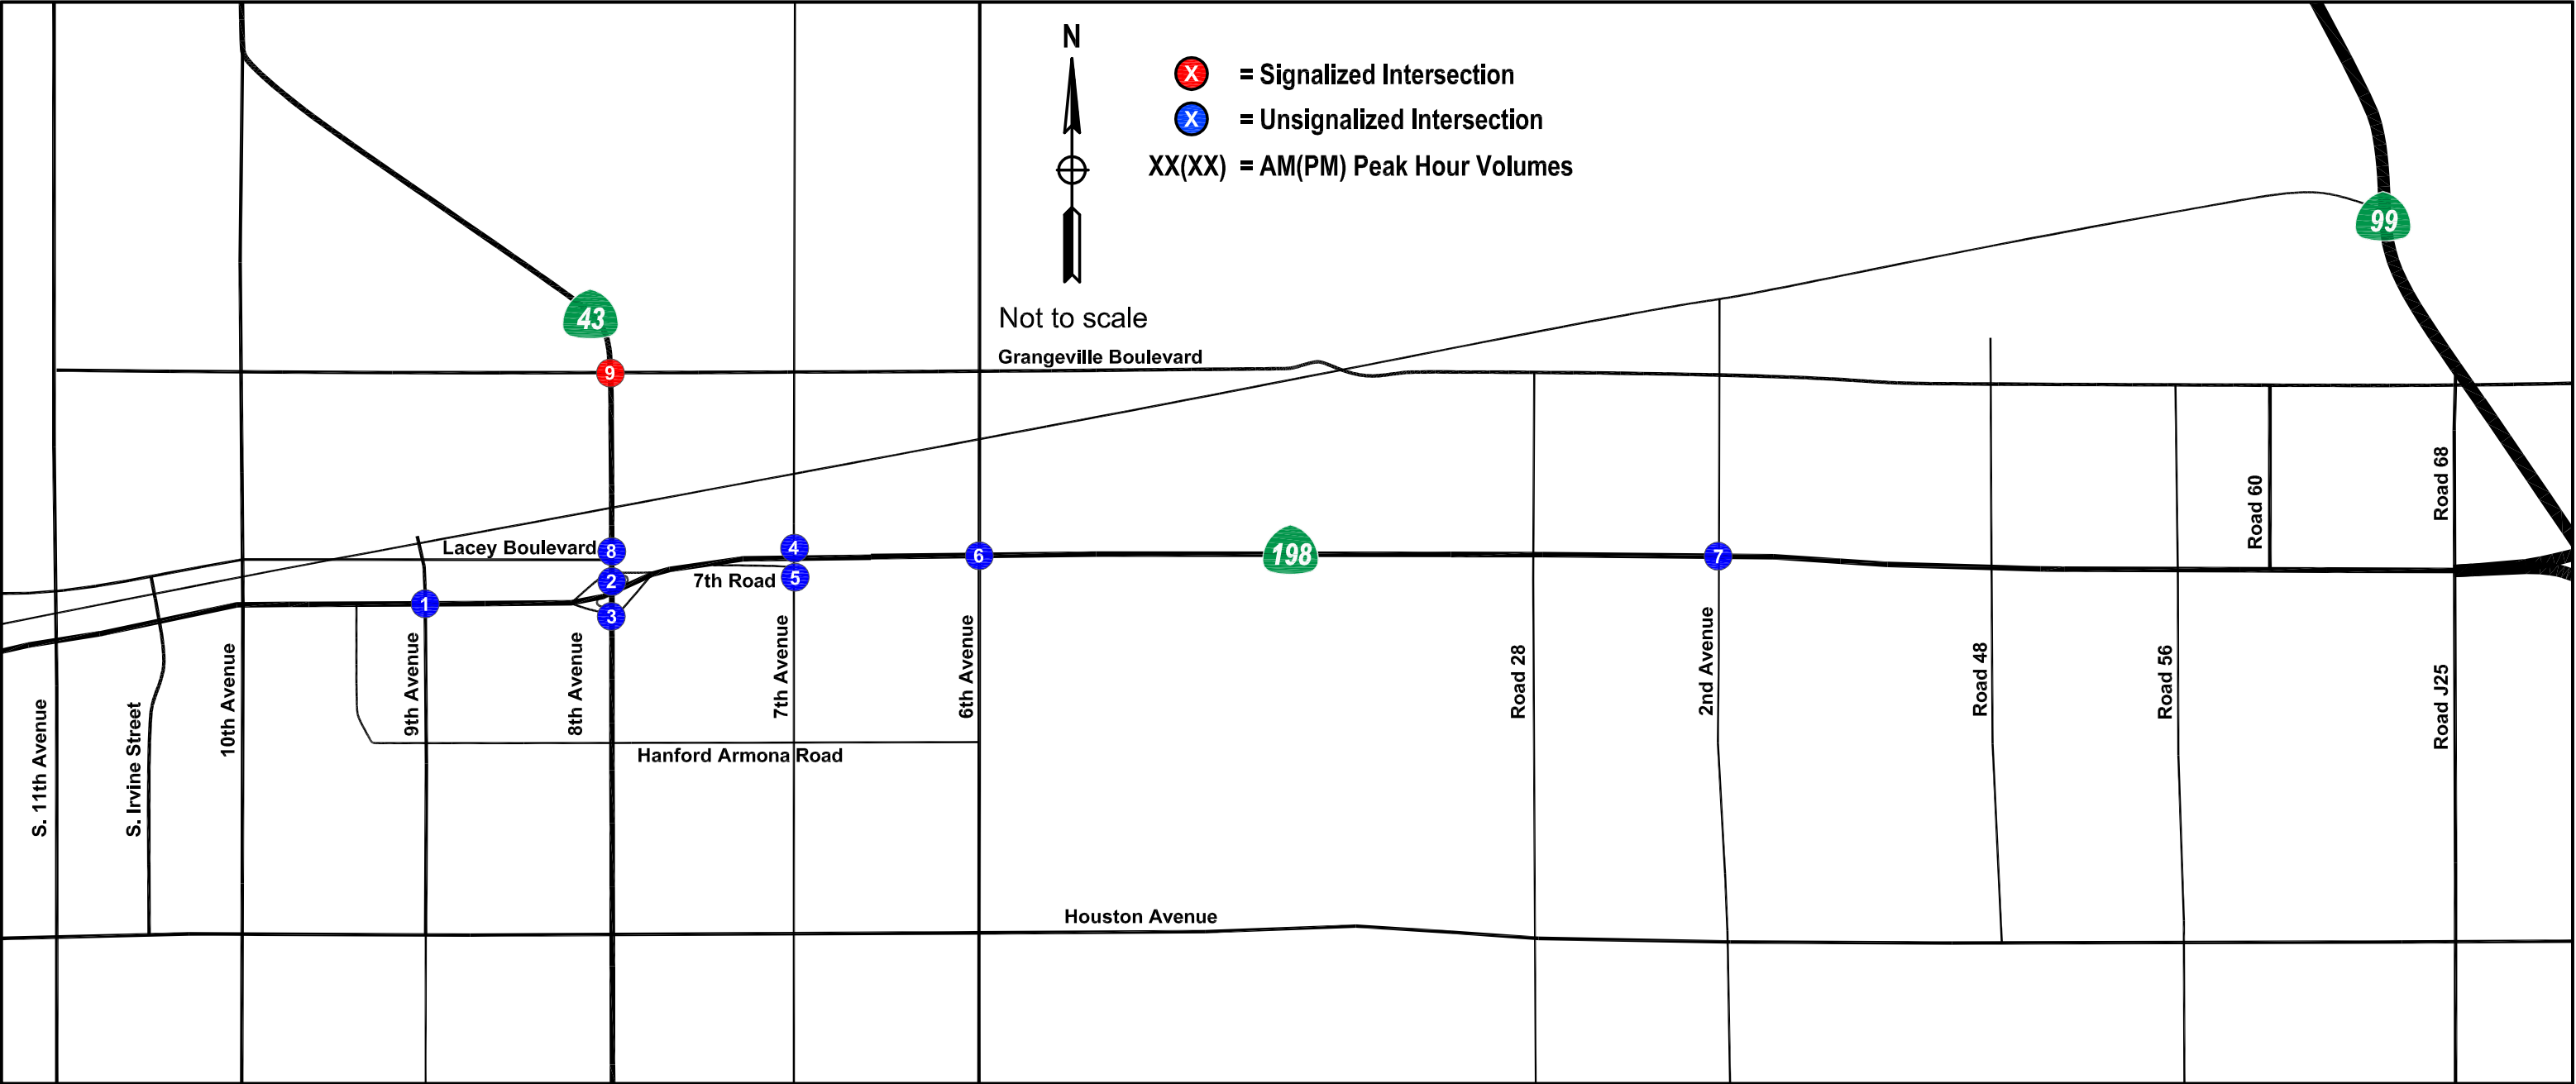 N
X = Signalized Intersection
X = Unsignalized Intersection
XX(XX) = AM(PM) Peak Hour Volumes
99
43
Not to scale
Grangeville Boulevard
9
Road 68
Road 60
Lacey Boulevard
8
4
6
198
7
2
7th Road
5
1
3
S. 11th Avenue
S. Irvine Street
10th Avenue
9th Avenue
8th Avenue
7th Avenue
6th Avenue
Road 28
2nd Avenue
Road 48
Road 56
Road J25
Hanford Armona Road
Houston Avenue